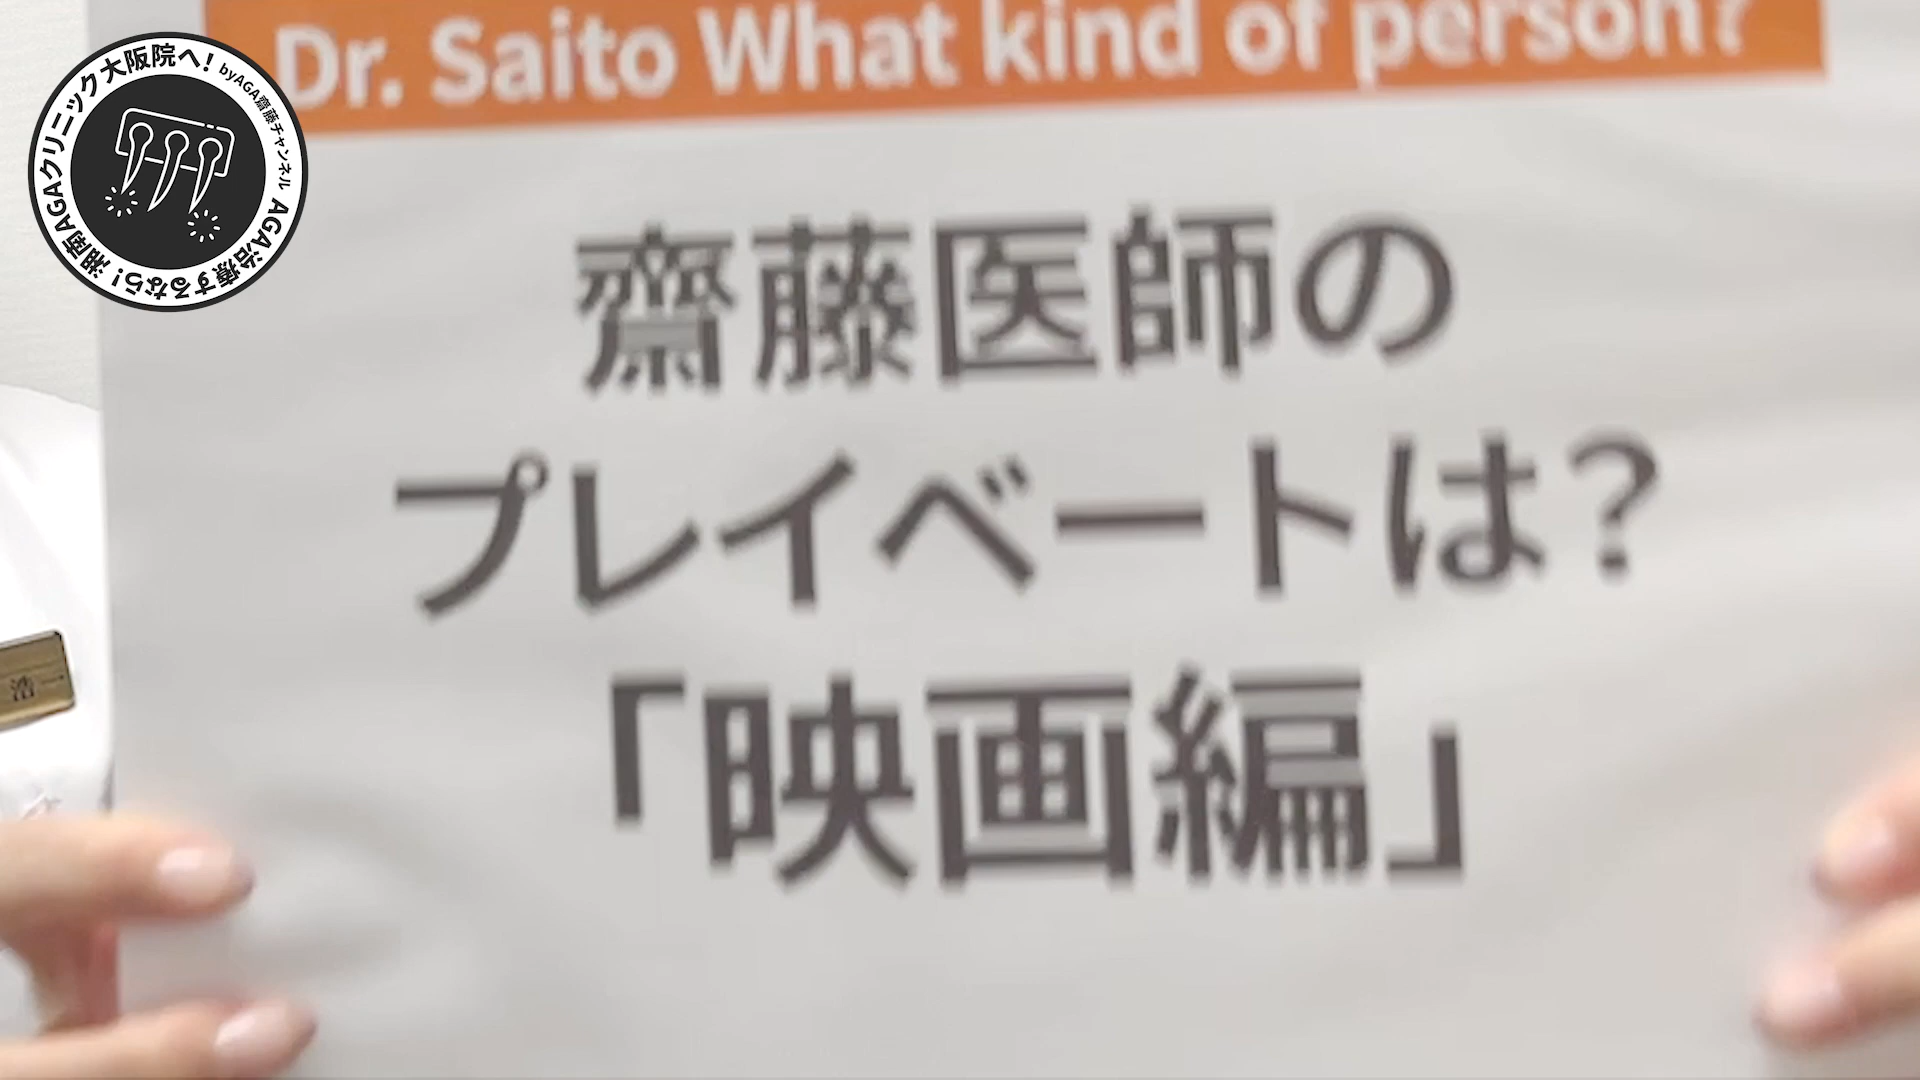 Dr. Saito What kind of person?
湘南AGAクリニック大阪院へ！
byAGA齋藤チャンネル
AGA治療するなら！
齋藤医師の
プレイベートは？
「映画編」